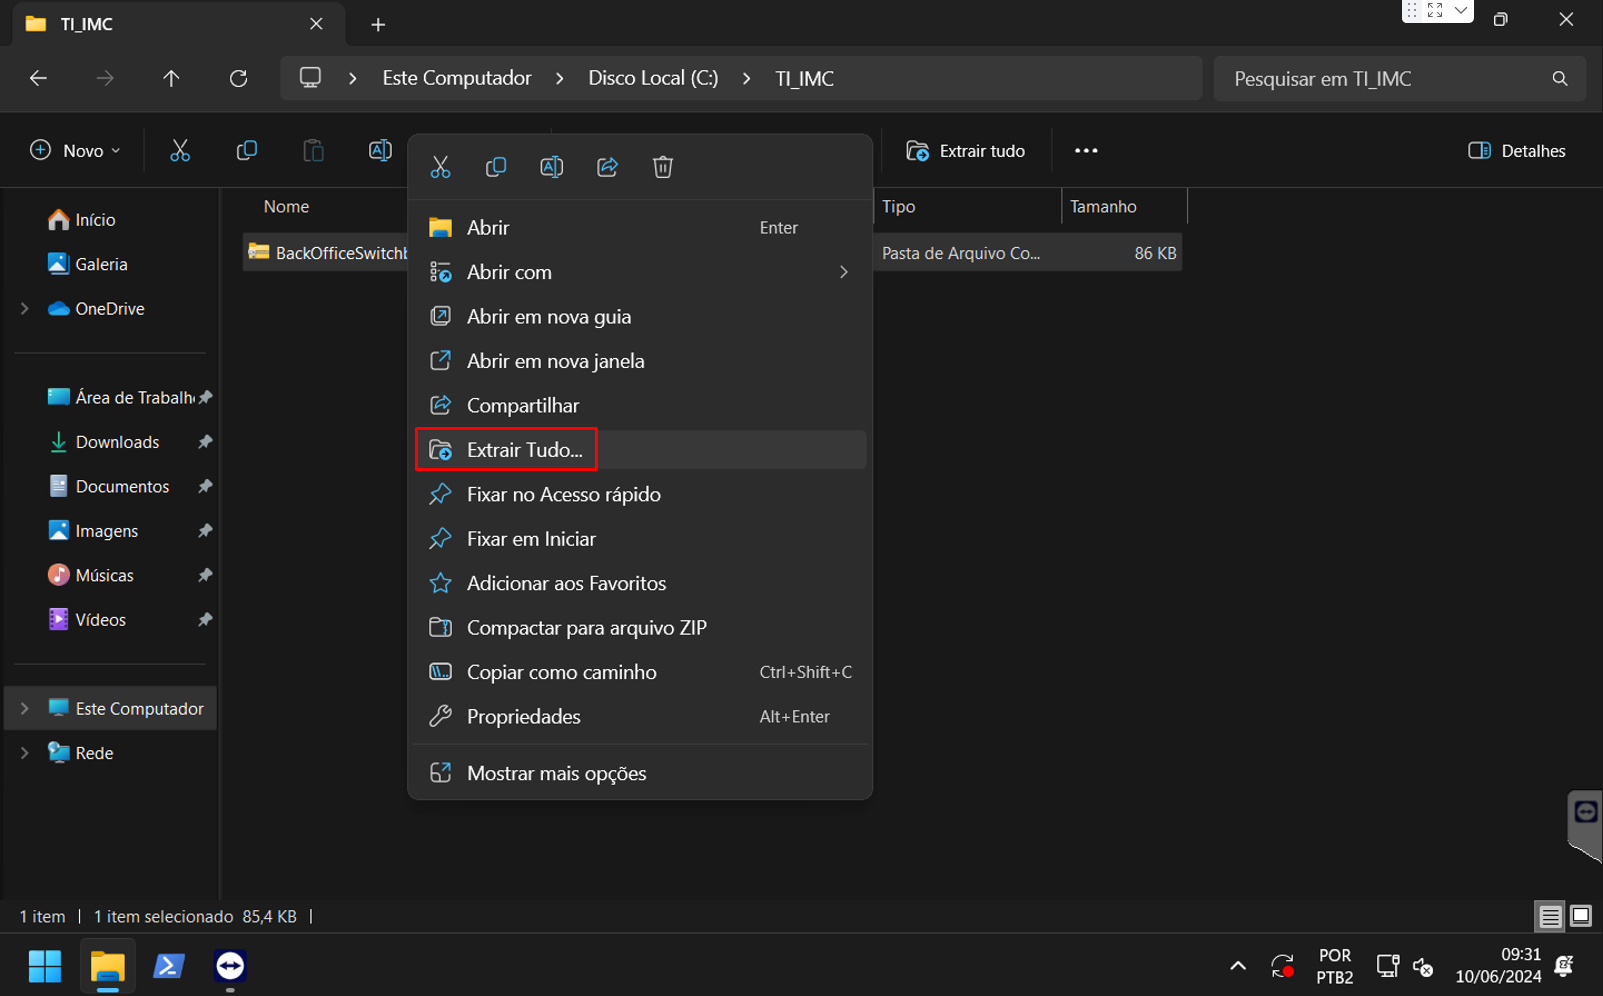 TI_IMC
Este Computador
Disco Local (C:)
TI_IMC
Pesquisar em TI_IMC
Novo
Extrair tudo
Detalhes
Início
Galeria
OneDrive
Área de Trabalh
Downloads
Documentos
Imagens
Músicas
Vídeos
Este Computador
Rede
Nome
Tipo
Tamanho
BackOfficeSwitchb
Pasta de Arquivo Co...
86 KB
Abrir Enter
Abrir com
Abrir em nova guia
Abrir em nova janela
Compartilhar
Extrair Tudo...
Fixar no Acesso rápido
Fixar em Iniciar
Adicionar aos Favoritos
Compactar para arquivo ZIP
Copiar como caminho Ctrl+Shift+C
Propriedades Alt+Enter
Mostrar mais opções
1 item
1 item selecionado 85,4 KB
POR
PTB2
09:31
10/06/2024